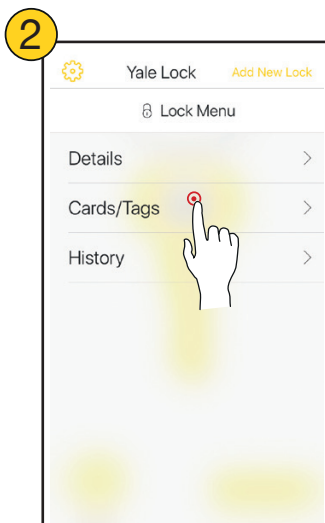 2
Yale Lock Add New Lock
Lock Menu
Details
Cards/Tags
History